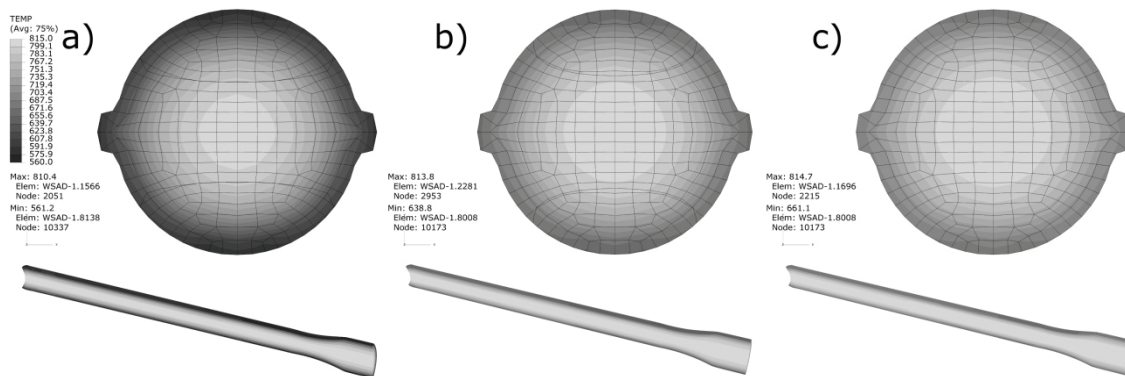 TEMP
(Avg: 75%)
815.0
799.1
783.1
767.2
751.3
735.3
719.4
703.4
687.5
671.6
655.6
639.7
623.8
607.8
591.9
575.9
560.0
a)
Max: 810.4
Elem: WSAD-1.1566
Node: 2051
Min: 561.2
Elem: WSAD-1.8138
Node: 10337
b)
Max: 813.8
Elem: WSAD-1.2281
Node: 2953
Min: 638.8
Elém: WSAD-1.8008
Node: 10173
c)
Max: 814.7
Elem: WSAD-1.1696
Node: 2215
Min: 661.1
Elém: WSAD-1.8008
Node: 10173